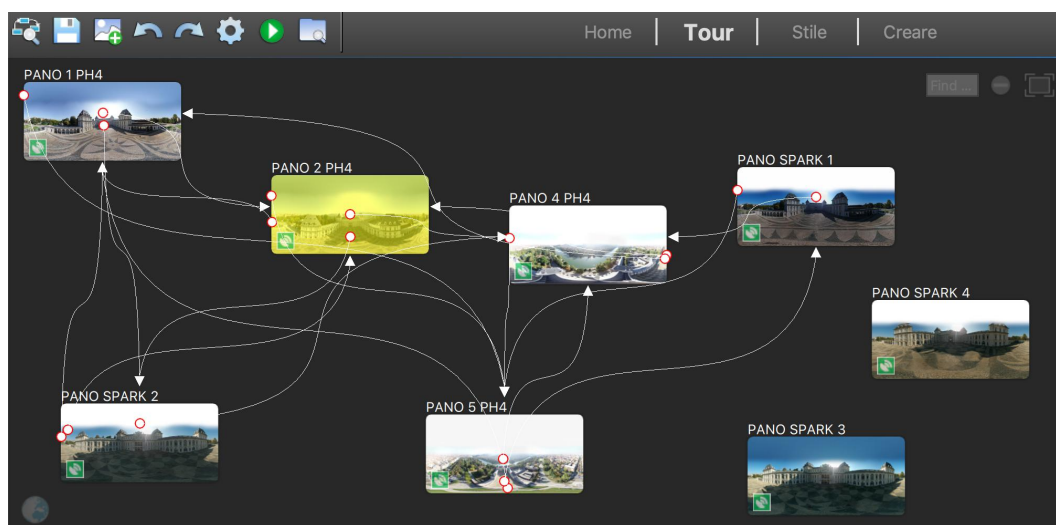 Home Tour Stile Creare
Find ...
PANO 1 PH4
PANO 2 PH4
PANO 4 PH4
PANO SPARK 1
PANO SPARK 4
PANO SPARK 2
PANO 5 PH4
PANO SPARK 3